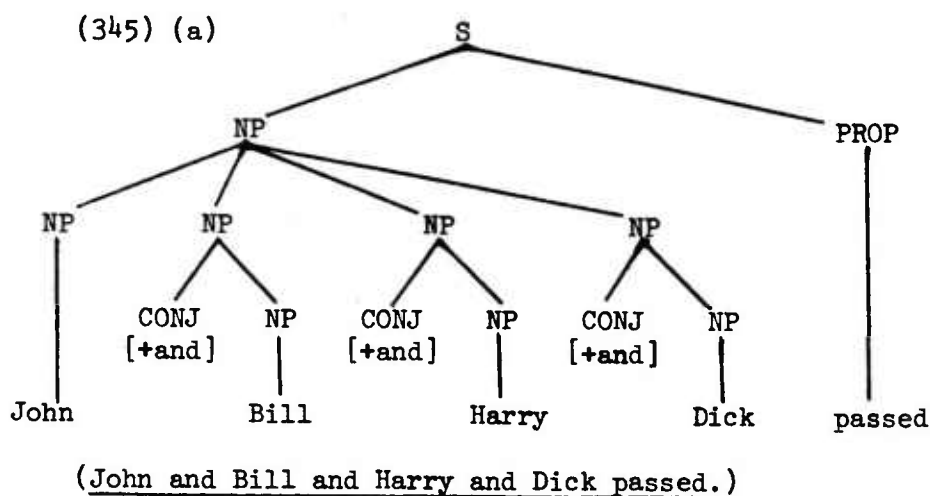 (345) (a)
S
NP PROP
NP NP NP NP
CONJ NP CONJ NP CONJ NP
[+and] [+and] [+and]
John Bill Harry Dick passed
(John and Bill and Harry and Dick passed.)